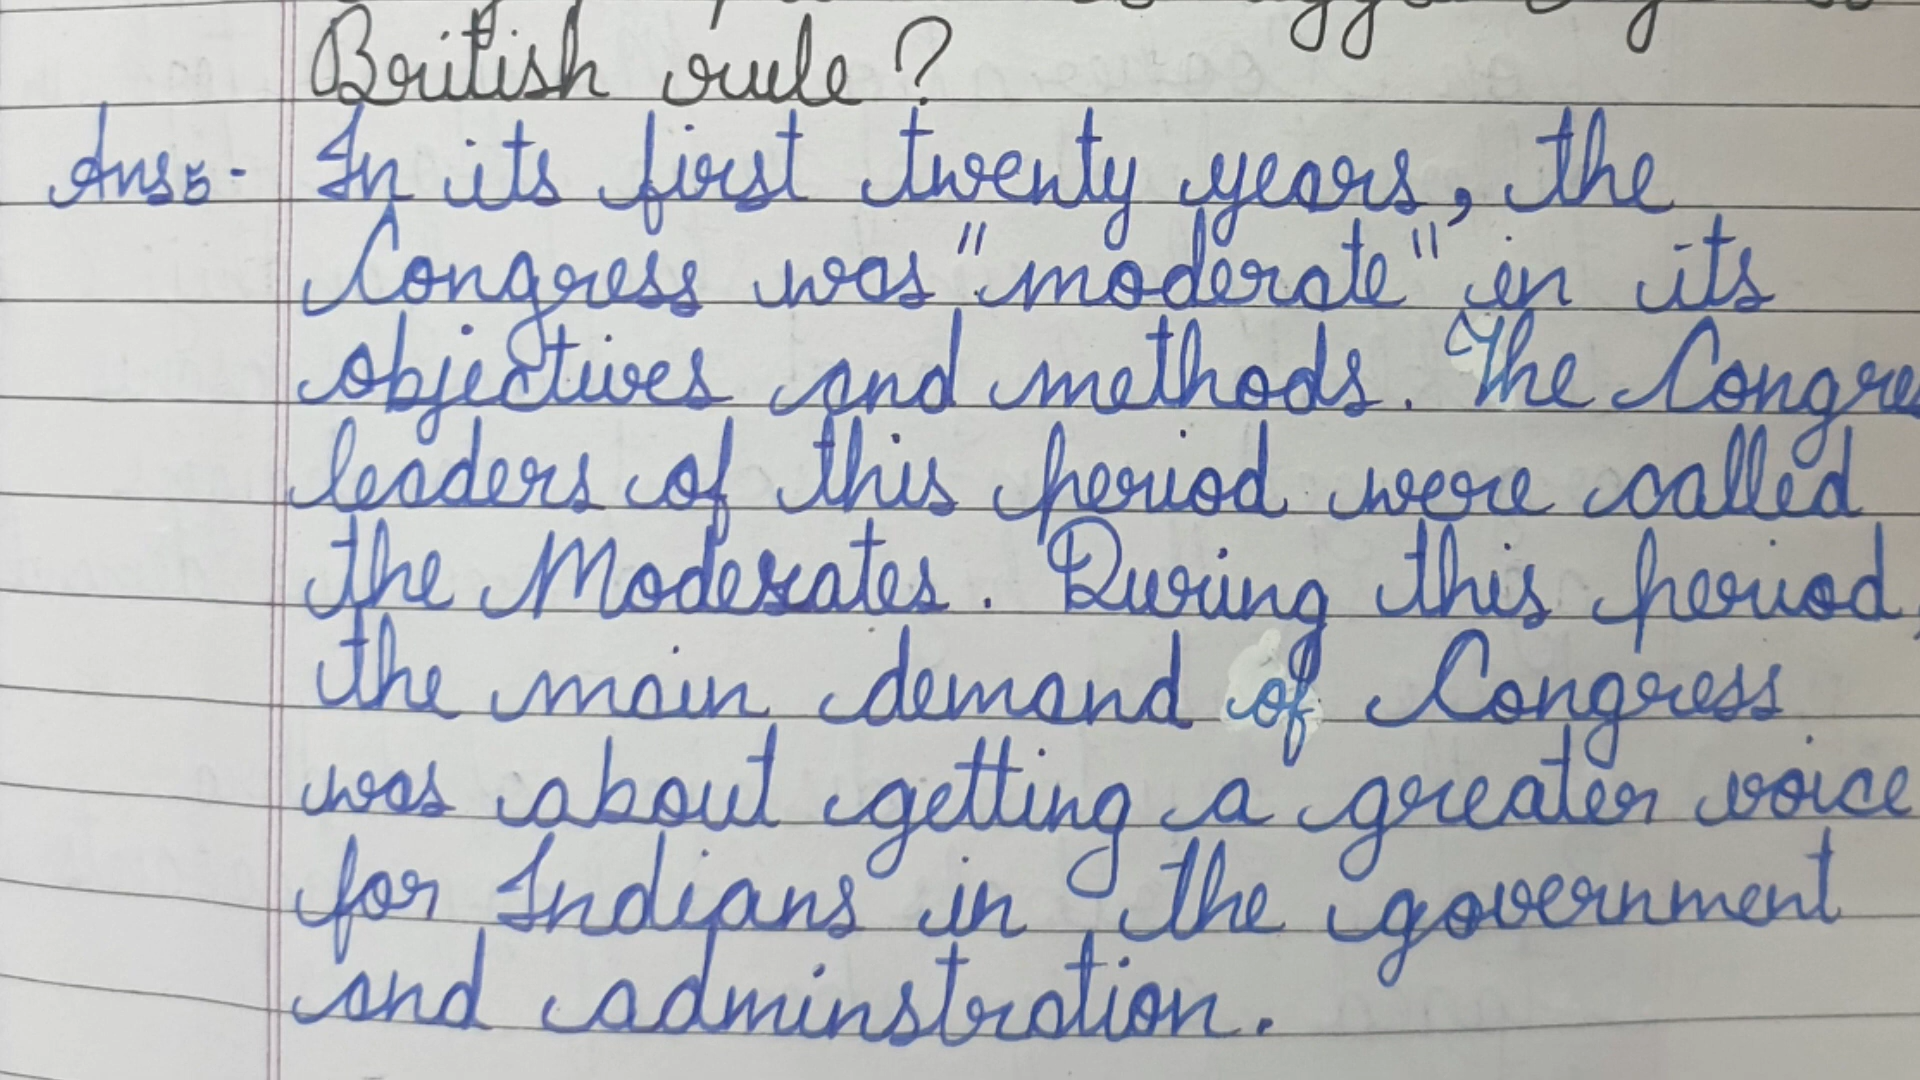 British rule?
Ans5- In its first twenty years, the
Congress was "moderate" in its
objectives and methods. The Congre
leaders of this period were called
the Moderates. During this period,
the main demand of Congress
was about getting a greater voice
for Indians in the government
and adminstration.